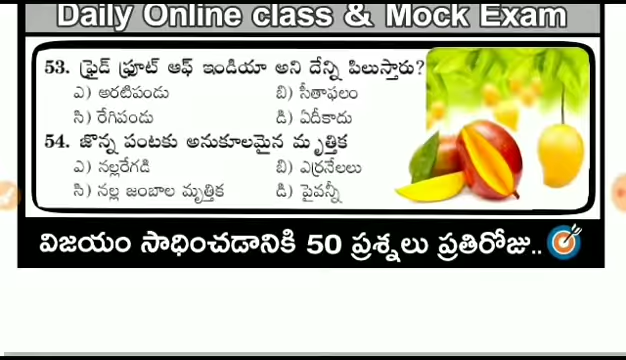 Daily Online class & Mock Exam
53. ఫ్రైడ్ ఫ్రూట్ ఆఫ్ ఇండియా అని దేన్ని పిలుస్తారు?
ఎ) అరటిపండు బి) సీతాఫలం
సి) రేగిపండు డి) ఏదీకాదు
54. జొన్న పంటకు అనుకూలమైన మృత్తిక
ఎ) నల్లరేగడి బి) ఎర్రనేలలు
సి) నల్ల జంబాల మృత్తిక డి) పైవన్నీ
విజయం సాధించడానికి 50 ప్రశ్నలు ప్రతిరోజు..